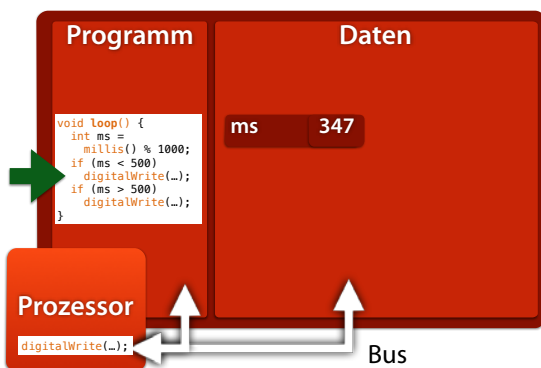 Programm
Daten
void loop() {
int ms =
millis() % 1000;
if (ms < 500)
digitalWrite(…);
if (ms > 500)
digitalWrite(…);
}
ms 347
Prozessor
digitalWrite(…);
Bus